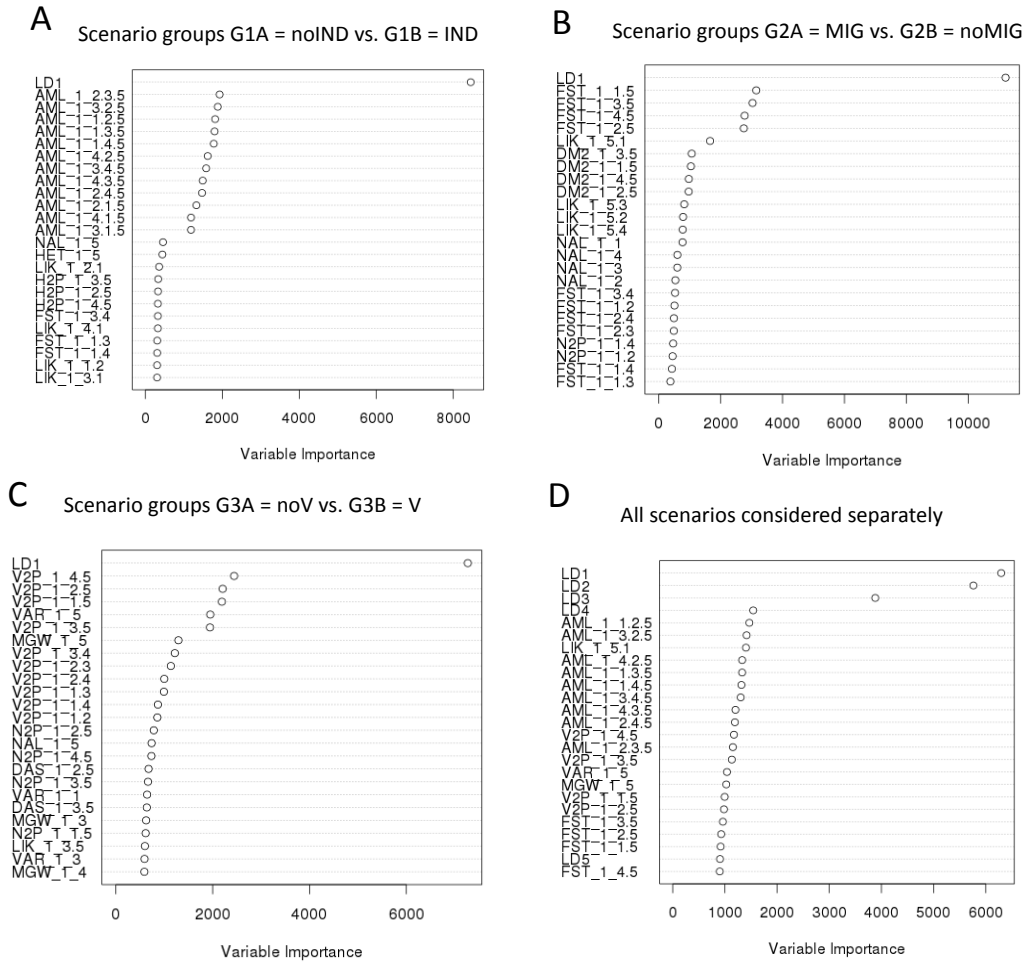 A
Scenario groups G1A = noIND vs. G1B = IND
LD1
AML_1_2.3.5
AML_1_3.2.5
AML_1_1.2.5
AML_1_1.3.5
AML_1_1.4.5
AML_1_4.2.5
AML_1_3.4.5
AML_1_4.3.5
AML_1_2.4.5
AML_1_2.1.5
AML_1_4.1.5
AML_1_3.1.5
NAL_1_5
HET_1_5
LIK_1_2.1
H2P_1_3.5
H2P_1_2.5
H2P_1_4.5
FST_1_3.4
LIK_1_4.1
FST_1_1.3
FST_1_1.4
LIK_1_1.2
LIK_1_3.1
0 2000 4000 6000 8000
Variable Importance
B
Scenario groups G2A = MIG vs. G2B = noMIG
LD1
FST_1_1.5
FST_1_3.5
FST_1_4.5
FST_1_2.5
LIK_1_5.1
DM2_1_3.5
DM2_1_1.5
DM2_1_4.5
DM2_1_2.5
LIK_1_5.3
LIK_1_5.2
LIK_1_5.4
NAL_1_1
NAL_1_4
NAL_1_3
NAL_1_2
FST_1_3.4
FST_1_1.2
FST_1_2.4
FST_1_2.3
N2P_1_1.4
N2P_1_1.2
FST_1_1.4
FST_1_1.3
0 2000 4000 6000 8000 10000
Variable Importance
C
Scenario groups G3A = noV vs. G3B = V
LD1
V2P_1_4.5
V2P_1_2.5
V2P_1_1.5
VAR_1_5
V2P_1_3.5
MGW_1_5
V2P_1_3.4
V2P_1_2.3
V2P_1_2.4
V2P_1_1.3
V2P_1_1.4
V2P_1_1.2
N2P_1_2.5
NAL_1_5
N2P_1_4.5
DAS_1_2.5
N2P_1_3.5
VAR_1_1
DAS_1_3.5
MGW_1_3
N2P_1_1.5
LIK_1_3.5
VAR_1_3
MGW_1_4
0 2000 4000 6000
Variable Importance
D
All scenarios considered separately
LD1
LD2
LD3
LD4
AML_1_1.2.5
AML_1_3.2.5
LIK_1_5.1
AML_1_4.2.5
AML_1_1.3.5
AML_1_1.4.5
AML_1_3.4.5
AML_1_4.3.5
AML_1_2.4.5
V2P_1_4.5
AML_1_2.3.5
V2P_1_3.5
VAR_1_5
MGW_1_5
V2P_1_1.5
V2P_1_2.5
FST_1_3.5
FST_1_2.5
FST_1_1.5
LD5
FST_1_4.5
0 1000 2000 3000 4000 5000 6000
Variable Importance